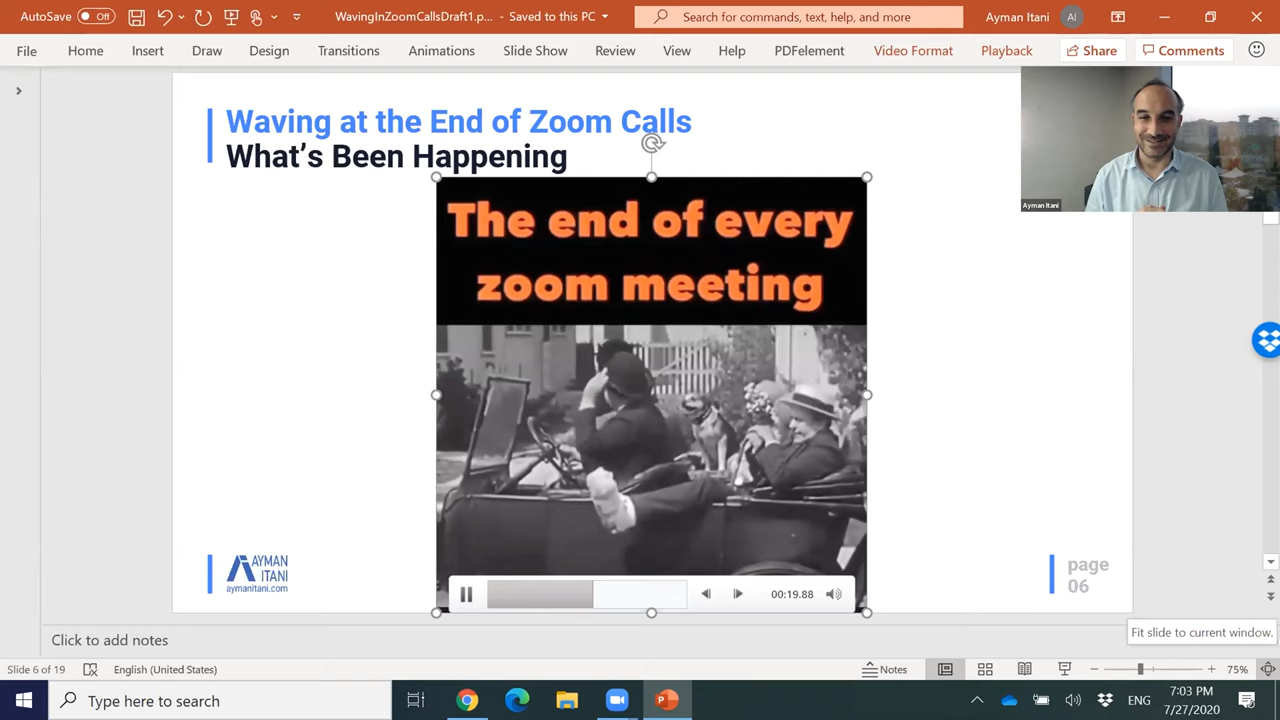 AutoSave Off
WavingInZoomCallsDraft1.p... - Saved to this PC
Search for commands, text, help, and more
Ayman Itani AI
File Home Insert Draw Design Transitions Animations Slide Show Review View Help PDFelement Video Format Playback Share Comments
Waving at the End of Zoom Calls
What's Been Happening
Ayman Itani
The end of every
zoom meeting
AYMAN
ITANI
aymanitani.com
00:19.88
page
06
Click to add notes
Fit slide to current window.
Slide 6 of 19 English (United States) Notes 75%
Type here to search
ENG
7:03 PM
7/27/2020